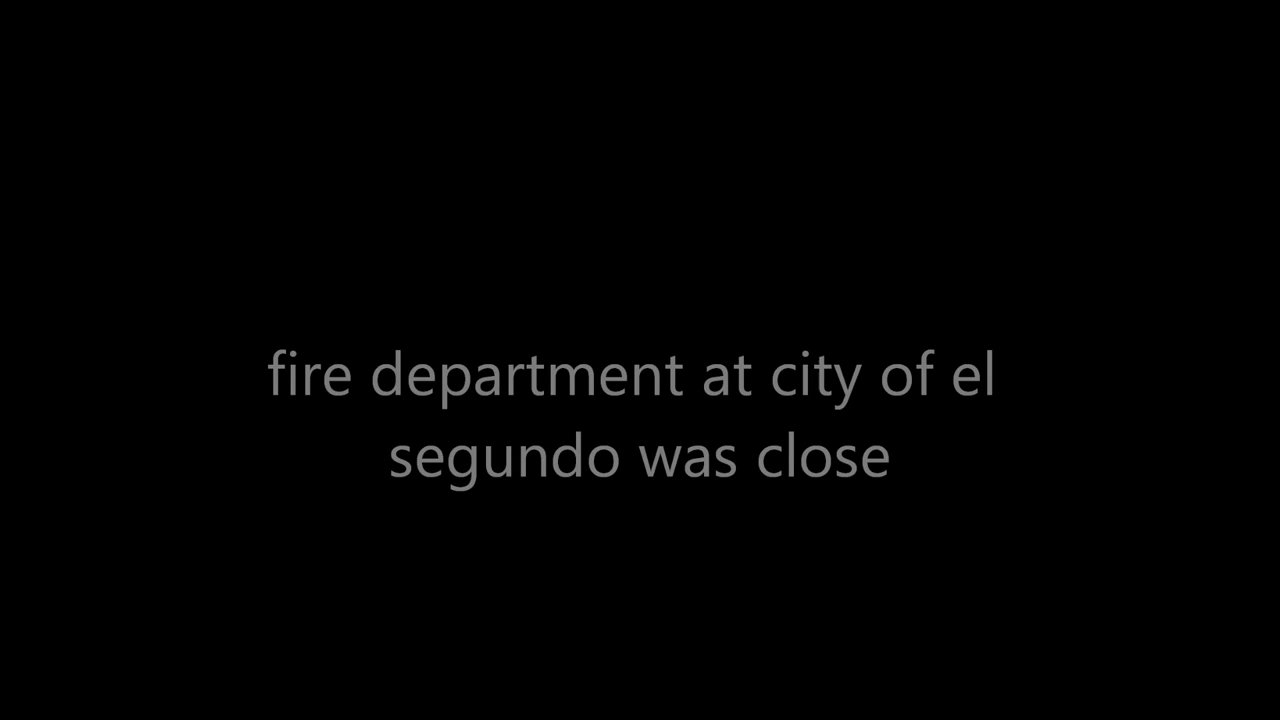 fire department at city of el
segundo was close